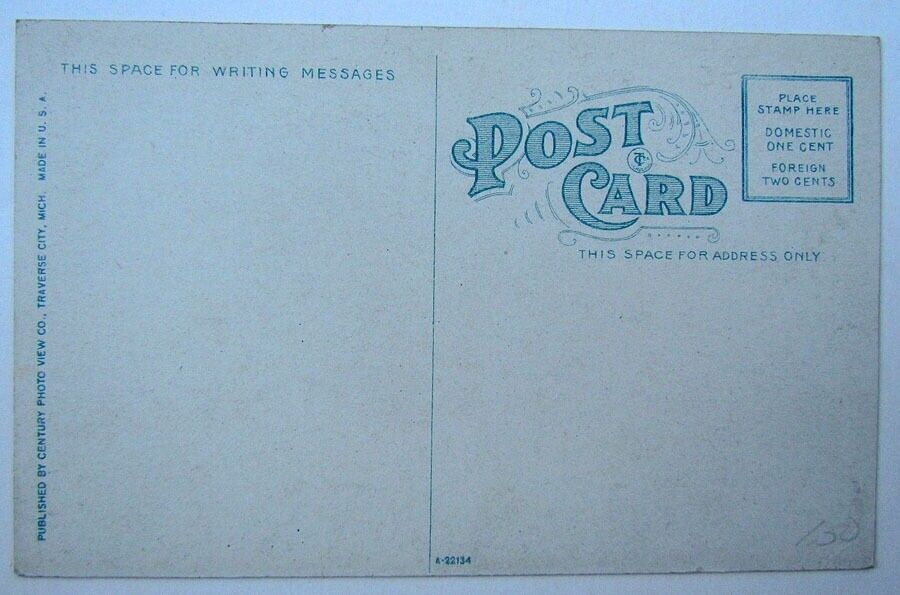 THIS SPACE FOR WRITING MESSAGES
PUBLISHED BY CENTURY PHOTO VIEW CO., TRAVERSE CITY, MICH. MADE IN U. S. A.
POST
CARD
PLACE
STAMP HERE
DOMESTIC
ONE CENT
FOREIGN
TWO CENTS
THIS SPACE FOR ADDRESS ONLY
A-22134